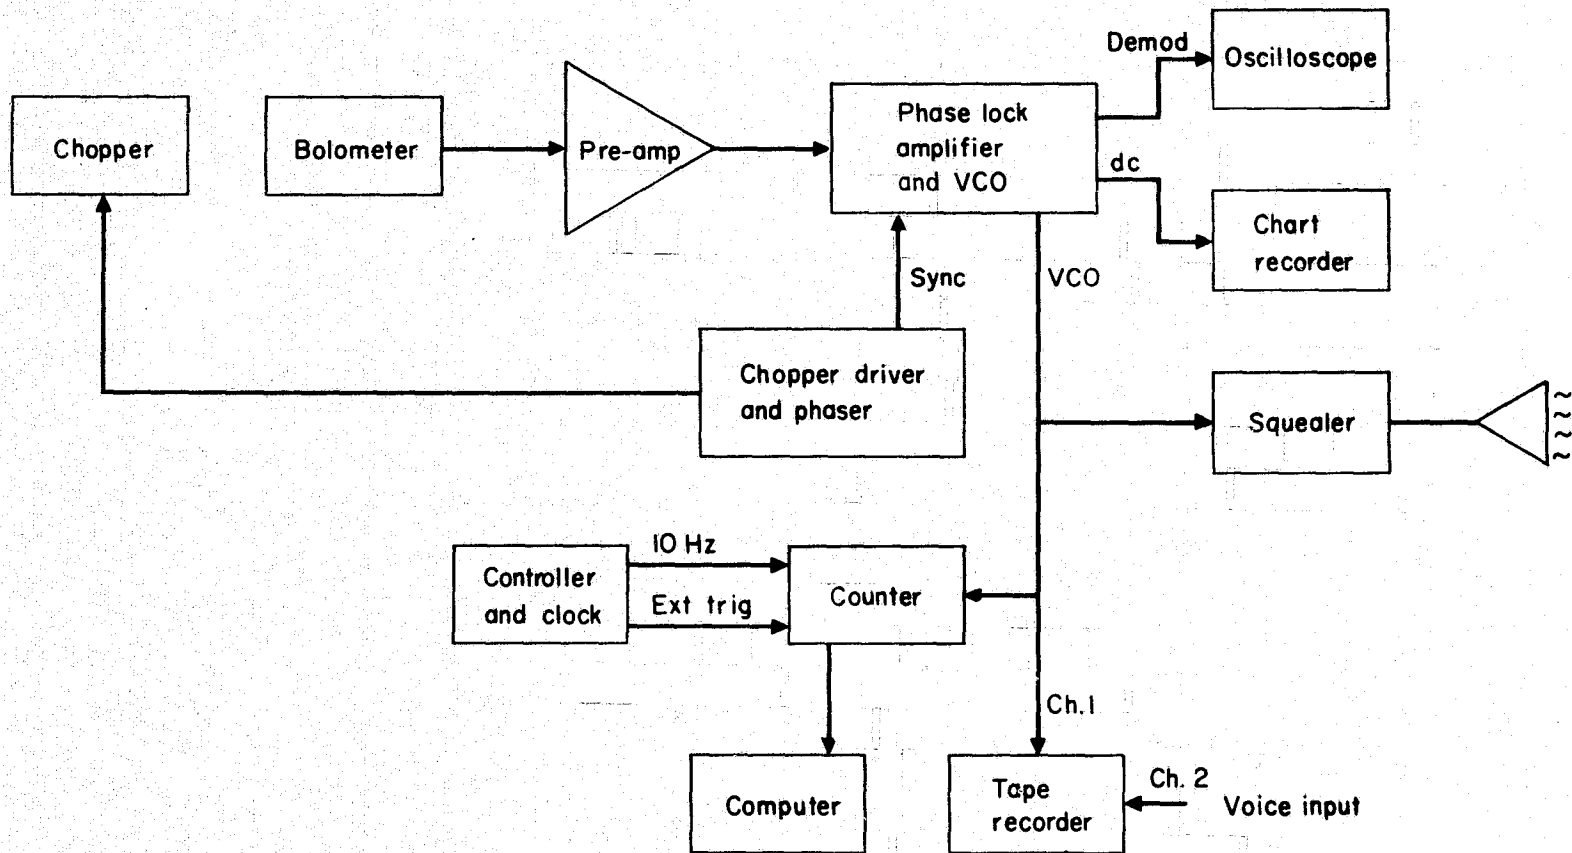 Demod
Oscilloscope
Chopper
Bolometer
Pre-amp
Phase lock
amplifier
and VCO
dc
Chart
recorder
Sync
VCO
Chopper driver
and phaser
Squealer
10 Hz
Controller
and clock
Ext trig
Counter
Ch.1
Computer
Tape
recorder
Ch. 2
Voice input